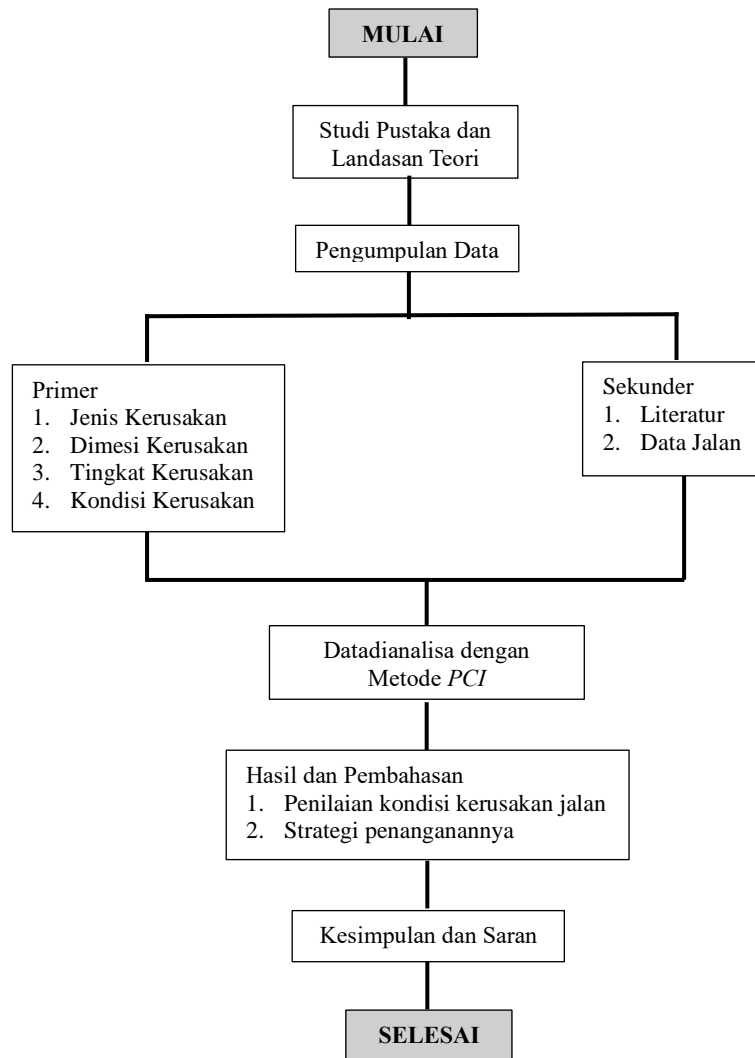 MULAI
Studi Pustaka dan
Landasan Teori
Pengumpulan Data
Primer
1. Jenis Kerusakan
2. Dimesi Kerusakan
3. Tingkat Kerusakan
4. Kondisi Kerusakan
Sekunder
1. Literatur
2. Data Jalan
Datadianalisa dengan
Metode PCI
Hasil dan Pembahasan
1. Penilaian kondisi kerusakan jalan
2. Strategi penanganannya
Kesimpulan dan Saran
SELESAI